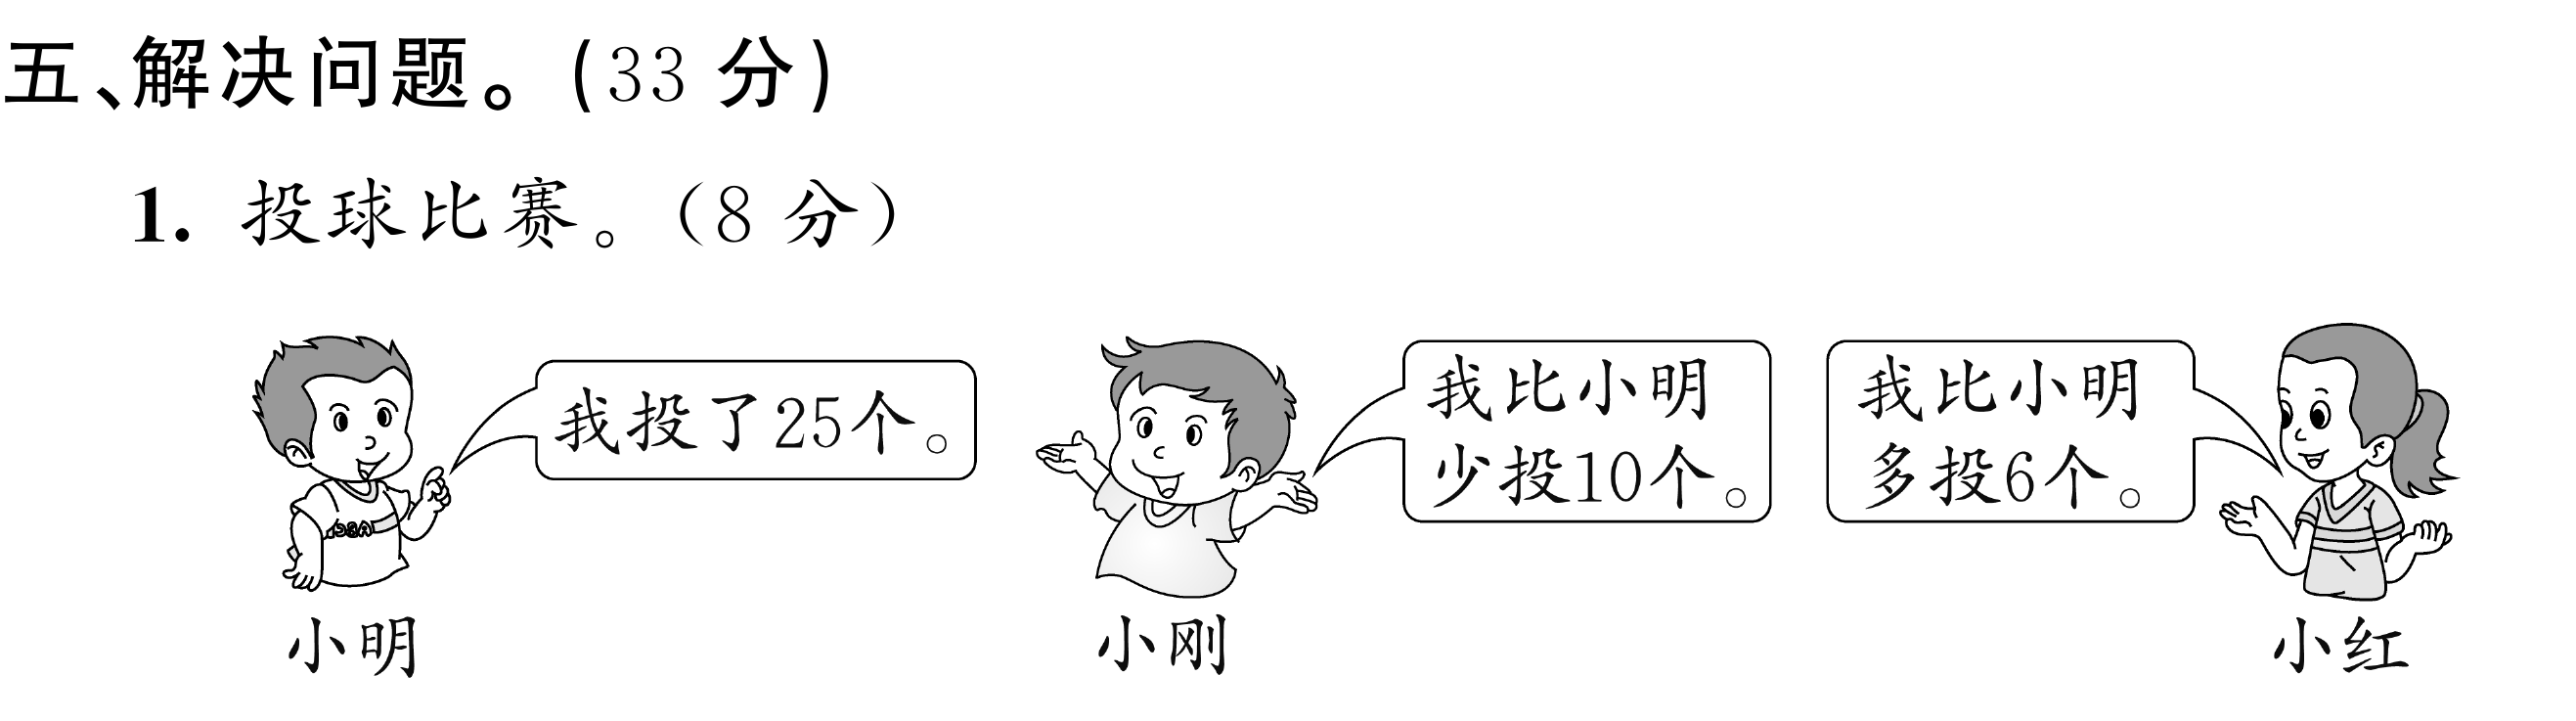 五、解决问题。(33 分)
1. 投球比赛。(8 分)
我投了25个。
我比小明
少投10个。
我比小明
多投6个。
小明
小刚
小红